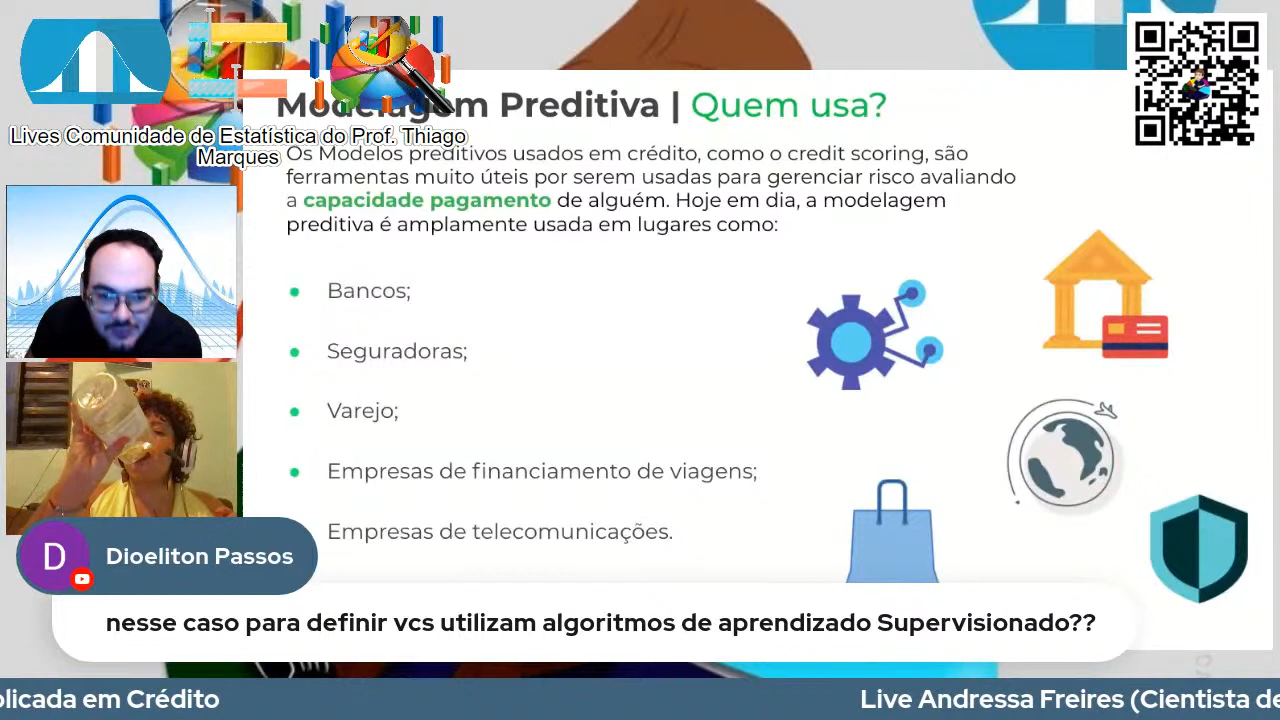 Modelagem Preditiva | Quem usa?
Lives Comunidade de Estatística do Prof. Thiago
Marques
Os Modelos preditivos usados em crédito, como o credit scoring, são
ferramentas muito úteis por serem usadas para gerenciar risco avaliando
a capacidade pagamento de alguém. Hoje em dia, a modelagem
preditiva é amplamente usada em lugares como:
Bancos;
Seguradoras;
Varejo;
Empresas de financiamento de viagens;
Empresas de telecomunicações.
D
Dioeliton Passos
nesse caso para definir vcs utilizam algoritmos de aprendizado Supervisionado??
plicada em Crédito
Live Andressa Freires (Cientista de